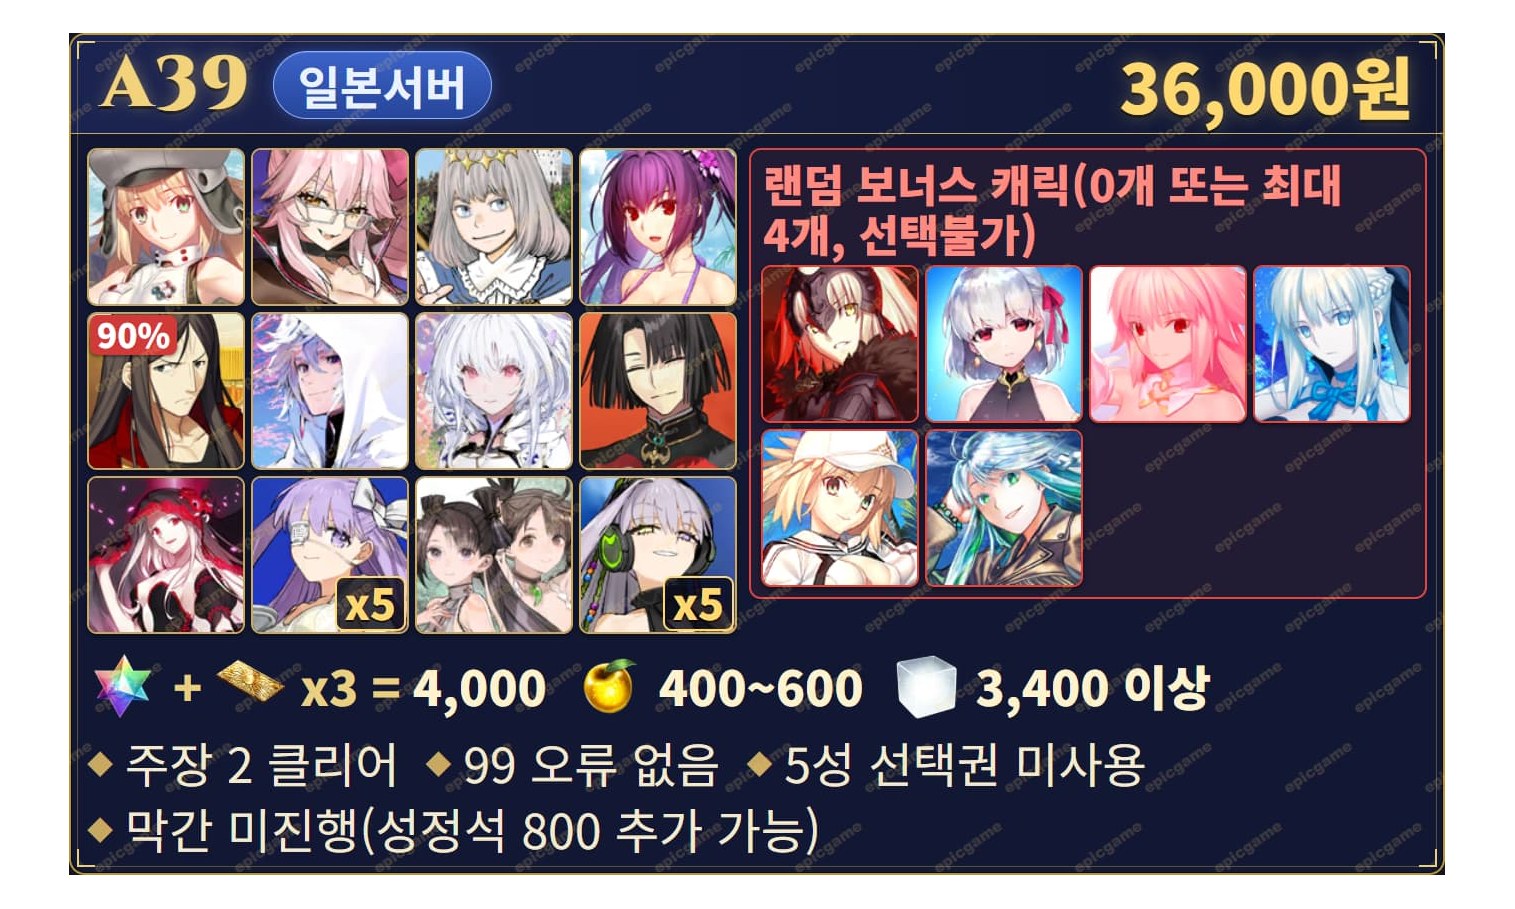 A39 일본서버 36,000원
랜덤 보너스 캐릭(0개 또는 최대
4개, 선택불가)
90%
x5 x5
+ x3 = 4,000 400~600 3,400 이상
◆ 주장 2 클리어 ◆ 99 오류 없음 ◆ 5성 선택권 미사용
◆ 막간 미진행(성정석 800 추가 가능)
epicgame